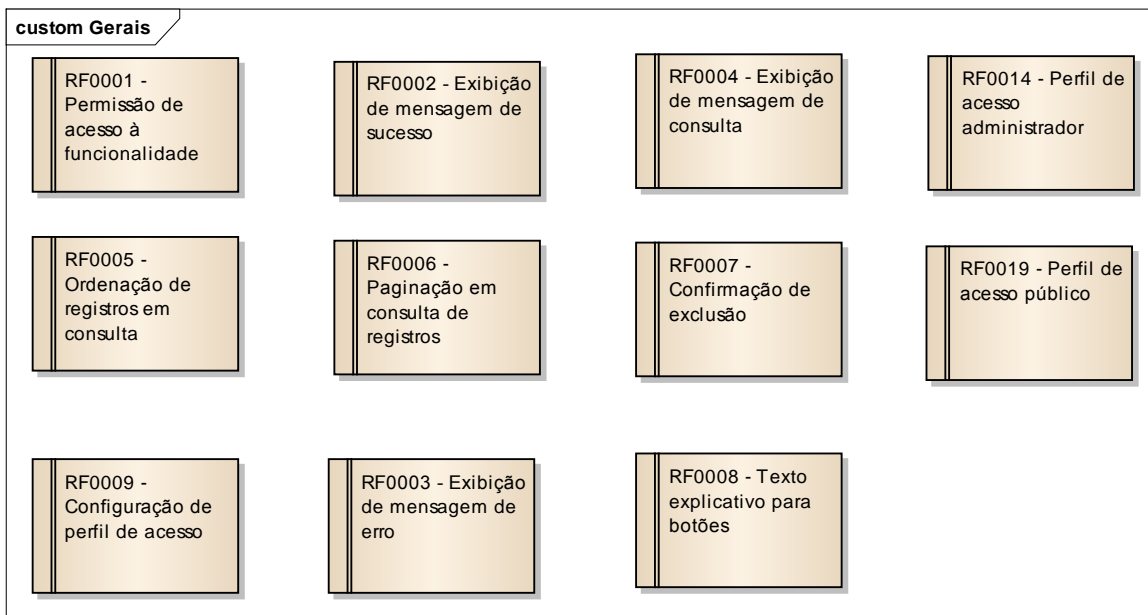 custom Gerais
RF0001 -
Permissão de
acesso à
funcionalidade
RF0002 - Exibição
de mensagem de
sucesso
RF0004 - Exibição
de mensagem de
consulta
RF0014 - Perfil de
acesso
administrador
RF0005 -
Ordenação de
registros em
consulta
RF0006 -
Paginação em
consulta de
registros
RF0007 -
Confirmação de
exclusão
RF0019 - Perfil de
acesso público
RF0009 -
Configuração de
perfil de acesso
RF0003 - Exibição
de mensagem de
erro
RF0008 - Texto
explicativo para
botões